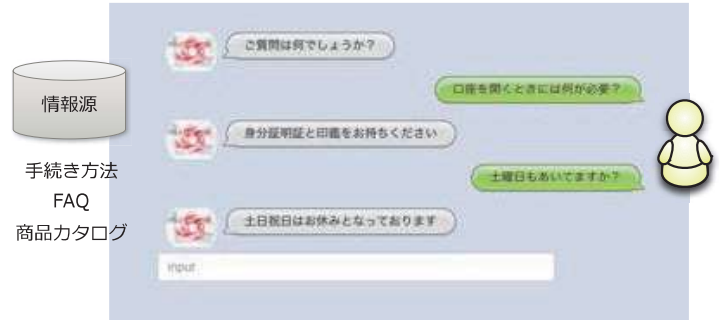 ご質問は何でしょうか？
口座を開くときには何が必要？
情報源
身分証明証と印鑑をお持ちください
手続き方法
土曜日もあいてますか？
FAQ
商品カタログ
土日祝日はお休みとなっております
input